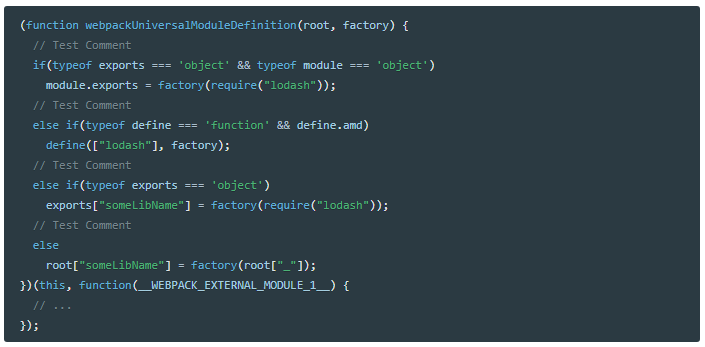 (function webpackUniversalModuleDefinition(root, factory) {
  // Test Comment
  if(typeof exports === 'object' && typeof module === 'object')
    module.exports = factory(require("lodash"));
  // Test Comment
  else if(typeof define === 'function' && define.amd)
    define(["lodash"], factory);
  // Test Comment
  else if(typeof exports === 'object')
    exports["someLibName"] = factory(require("lodash"));
  // Test Comment
  else
    root["someLibName"] = factory(root["_"]);
})(this, function(__WEBPACK_EXTERNAL_MODULE_1__) {
  // ...
});